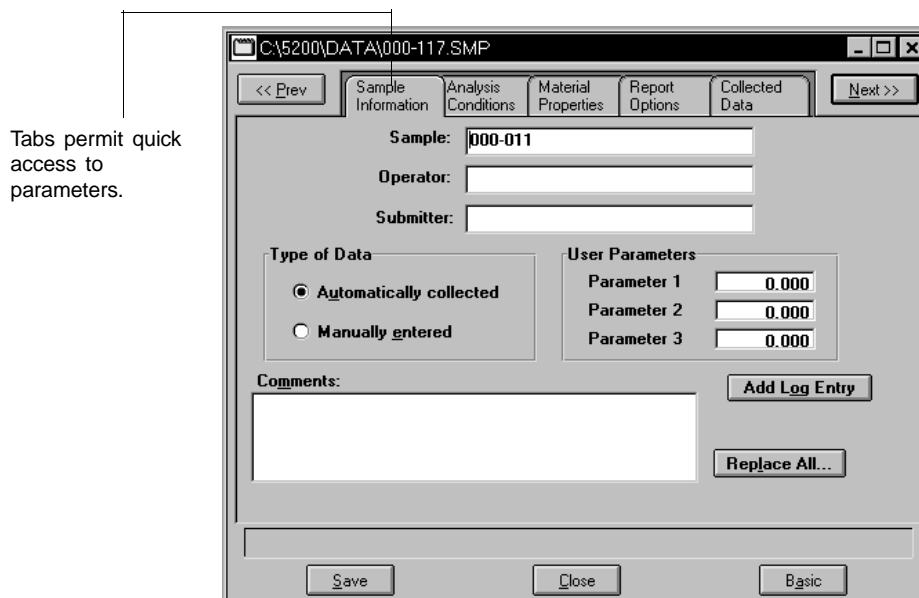 C:\5200\DATA\000-117.SMP
<< Prev
Sample Information
Analysis Conditions
Material Properties
Report Options
Collected Data
Next >>
Tabs permit quick
access to
parameters.
Sample: 000-011
Operator:
Submitter:
Type of Data
Automatically collected
Manually entered
User Parameters
Parameter 1 0.000
Parameter 2 0.000
Parameter 3 0.000
Comments:
Add Log Entry
Replace All...
Save
Close
Basic